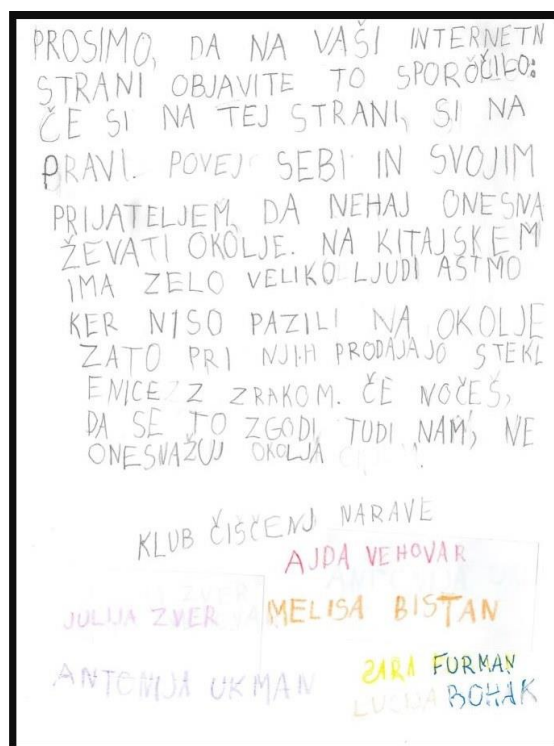 PROSIMO, DA NA VAŠI INTERNETN
STRANI OBJAVITE TO SPOROČILO:
ČE SI NA TEJ STRANI, SI NA
PRAVI. POVEJ SEBI IN SVOJIM
PRIJATELJEM, DA NEHAJ ONESNA
ŽEVATI OKOLJE. NA KITAJSKEM
IMA ZELO VELIKO LJUDI ASTMO
KER NISO PAZILI NA OKOLJE
ZATO PRI NJIH PRODAJAJO STEKL
ENICE Z ZRAKOM. ČE NOČEŠ,
DA SE TO ZGODI TUDI NAM, NE
ONESNAŽUJ OKOLJA
KLUB ČIŠČENJ NARAVE
AJDA VEHOVAR
JULIJA ZVER MELISA BISTAN
ANTONIJA UKMAN ZARA FURMAN
LUCIJA BOHAK